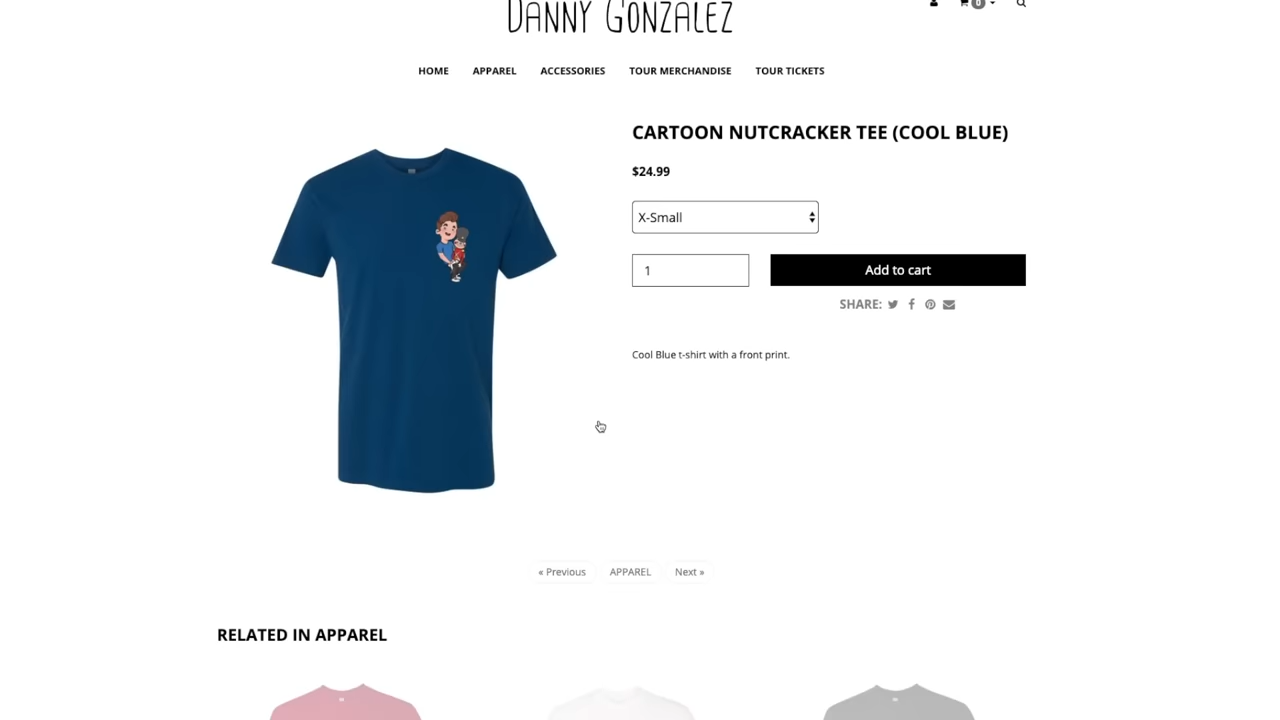 DANNY GONZALEZ
0
HOME APPAREL ACCESSORIES TOUR MERCHANDISE TOUR TICKETS
CARTOON NUTCRACKER TEE (COOL BLUE)
$24.99
X-Small
1 Add to cart
SHARE:
Cool Blue t-shirt with a front print.
« Previous APPAREL Next »
RELATED IN APPAREL